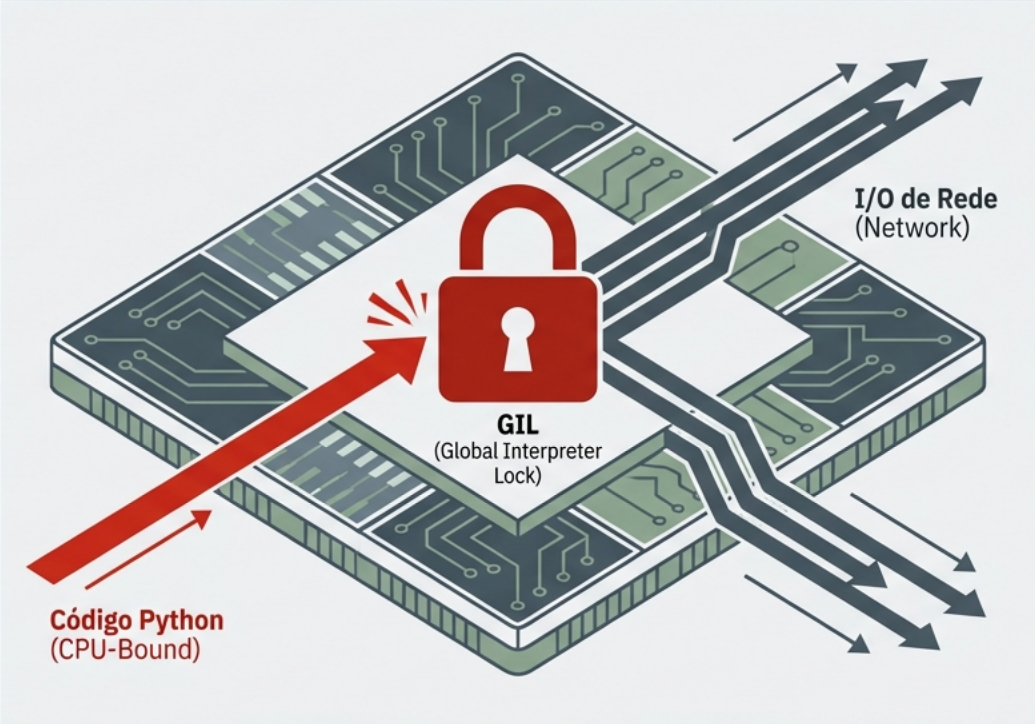 I/O de Rede
(Network)
GIL
(Global Interpreter
Lock)
Código Python
(CPU-Bound)